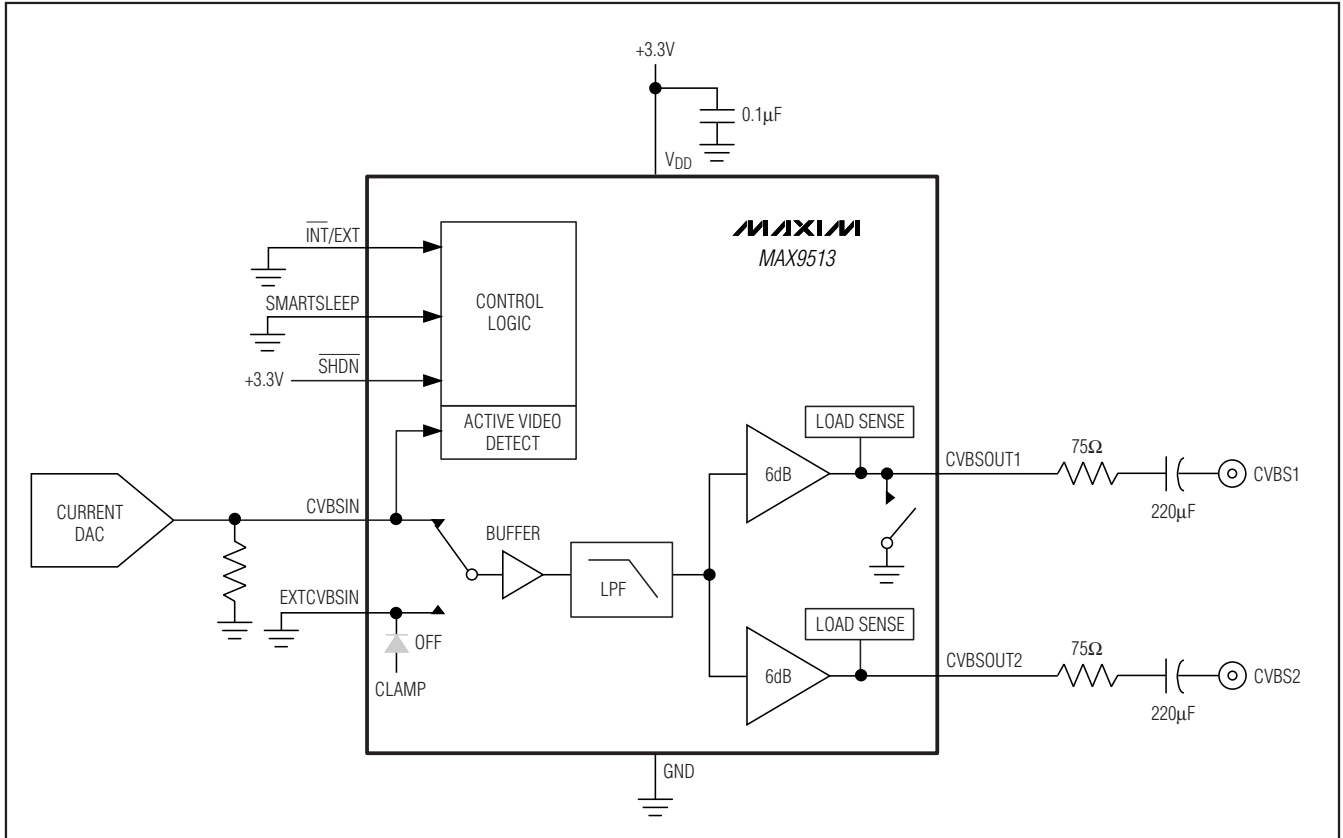 +3.3V
0.1µF
VDD
MAXIM
MAX9513
INT/EXT
SMARTSLEEP
SHDN
+3.3V
CONTROL
LOGIC
ACTIVE VIDEO
DETECT
LOAD SENSE
CURRENT
DAC
CVBSIN
BUFFER
LPF
6dB
CVBSOUT1
75Ω
220µF
CVBS1
EXTCVBSIN
OFF
CLAMP
LOAD SENSE
6dB
CVBSOUT2
75Ω
220µF
CVBS2
GND